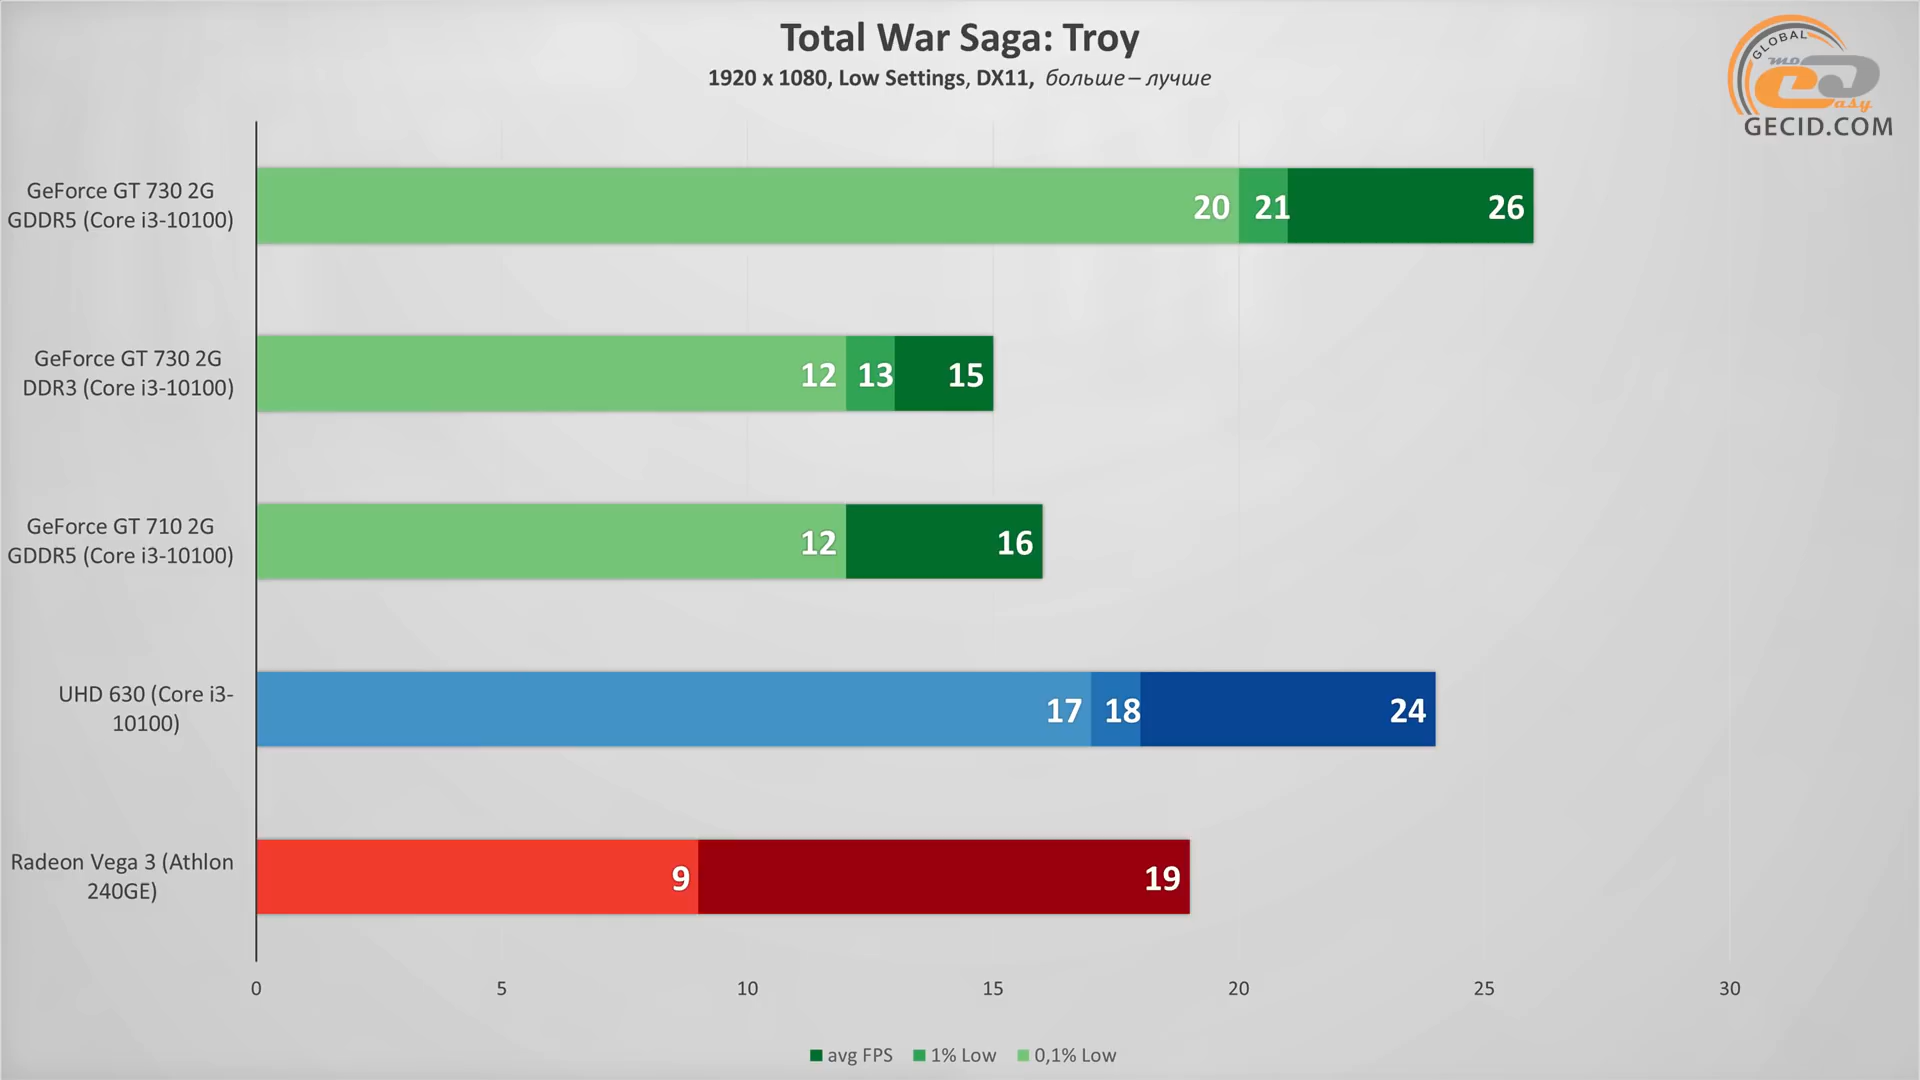 Total War Saga: Troy
1920 x 1080, Low Settings, DX11, больше – лучше
GLOBAL
mo
easy
GECID.COM
GeForce GT 730 2G
GDDR5 (Core i3-10100)
20 21 26
GeForce GT 730 2G
DDR3 (Core i3-10100)
12 13 15
GeForce GT 710 2G
GDDR5 (Core i3-10100)
12 16
UHD 630 (Core i3-
10100)
17 18 24
Radeon Vega 3 (Athlon
240GE)
9 19
0 5 10 15 20 25 30
avg FPS 1% Low 0,1% Low